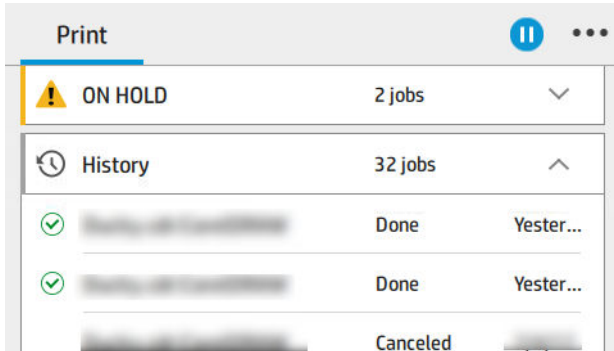 Print
ON HOLD 2 jobs
History 32 jobs
Done Yester...
Done Yester...
Canceled